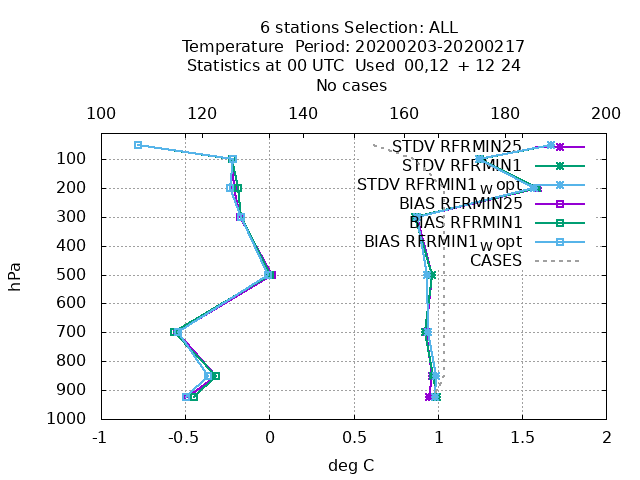 6 stations Selection: ALL
Temperature Period: 20200203-20200217
Statistics at 00 UTC Used 00,12 + 12 24
No cases
100 120 140 160 180 200
STDV RFRMIN25
STDV RFRMIN1
STDV RFRMIN1w opt
BIAS RFRMIN25
BIAS RFRMIN1
BIAS RFRMIN1w opt
CASES
100
200
300
400
500
600
700
800
900
1000
hPa
-1 -0.5 0 0.5 1 1.5 2
deg C